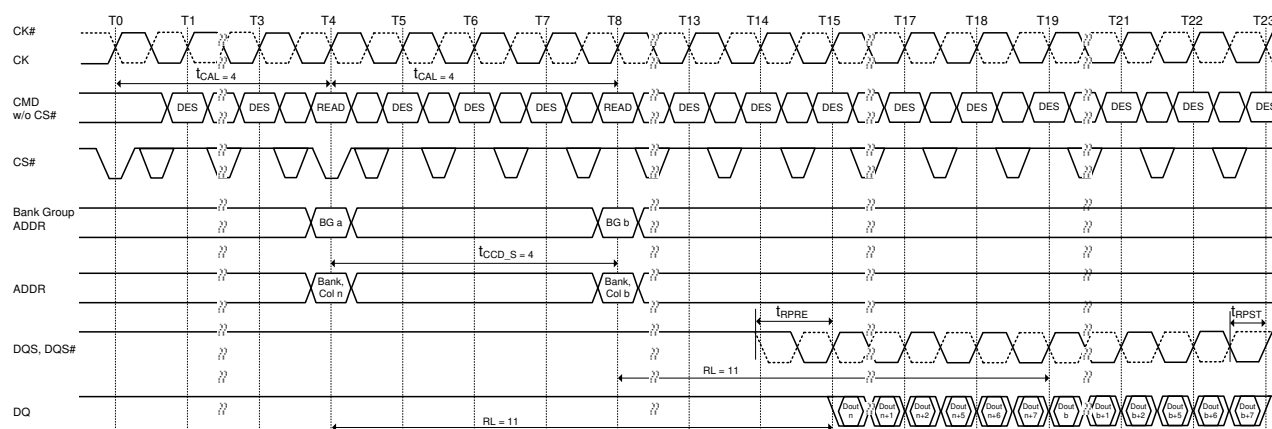 T0 T1 T3 T4 T5 T6 T7 T8 T13 T14 T15 T17 T18 T19 T21 T22 T23
CK#
CK
tCAL = 4 tCAL = 4
CMD
w/o CS#
DES DES READ DES DES DES READ DES DES DES DES DES DES DES DES DES
CS#
Bank Group
ADDR
BG a BG b
tCCD_S = 4
ADDR
Bank,
Col n
Bank,
Col b
tRPRE tRPST
DQS, DQS#
RL = 11
DQ
Dout
n
Dout
n+1
Dout
n+2
Dout
n+5
Dout
n+6
Dout
n+7
Dout
b
Dout
b+1
Dout
b+2
Dout
b+5
Dout
b+6
Dout
b+7
RL = 11